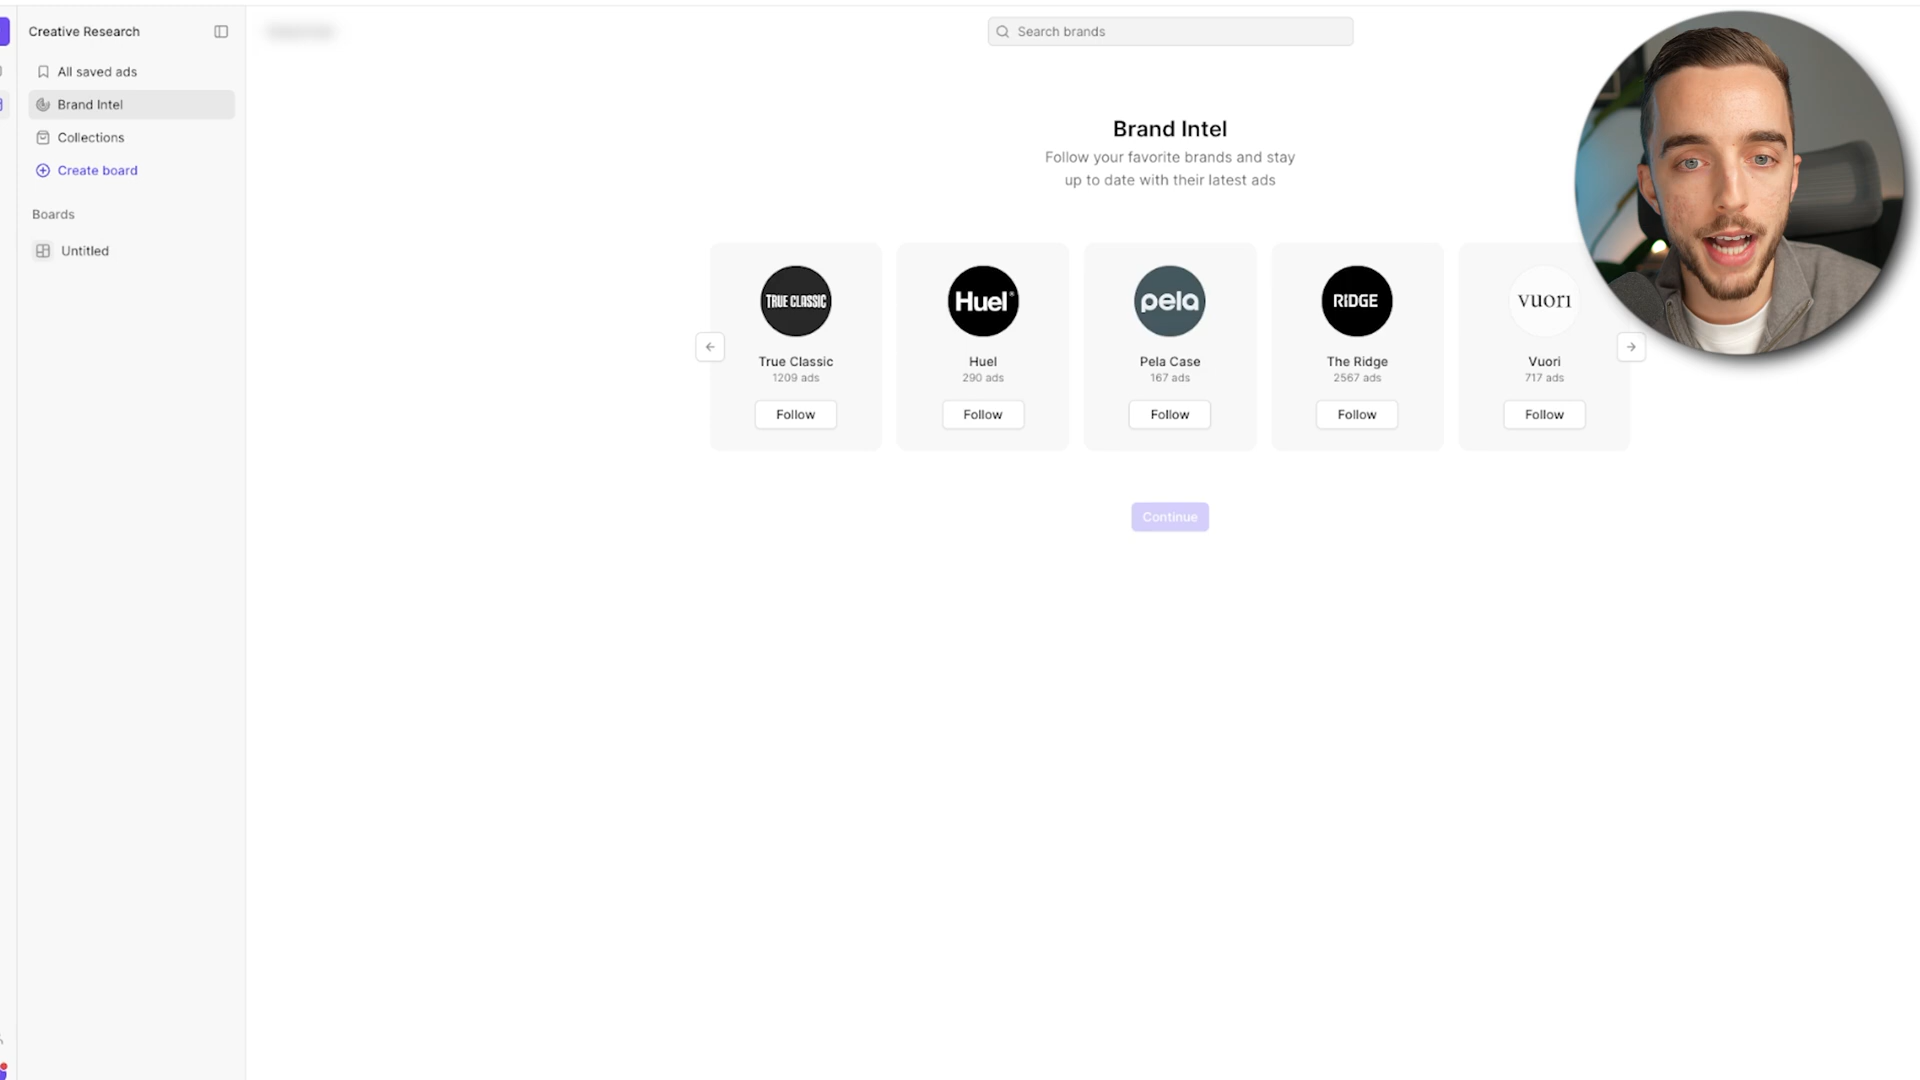 Creative Research
All saved ads
Brand Intel
Collections
Create board
Boards
Untitled
Search brands
Brand Intel
Follow your favorite brands and stay
up to date with their latest ads
TRUE CLASSIC
True Classic
1209 ads
Follow
Huel®
Huel
290 ads
Follow
pela
Pela Case
167 ads
Follow
RIDGE
The Ridge
2567 ads
Follow
vuori
Vuori
717 ads
Follow
Continue